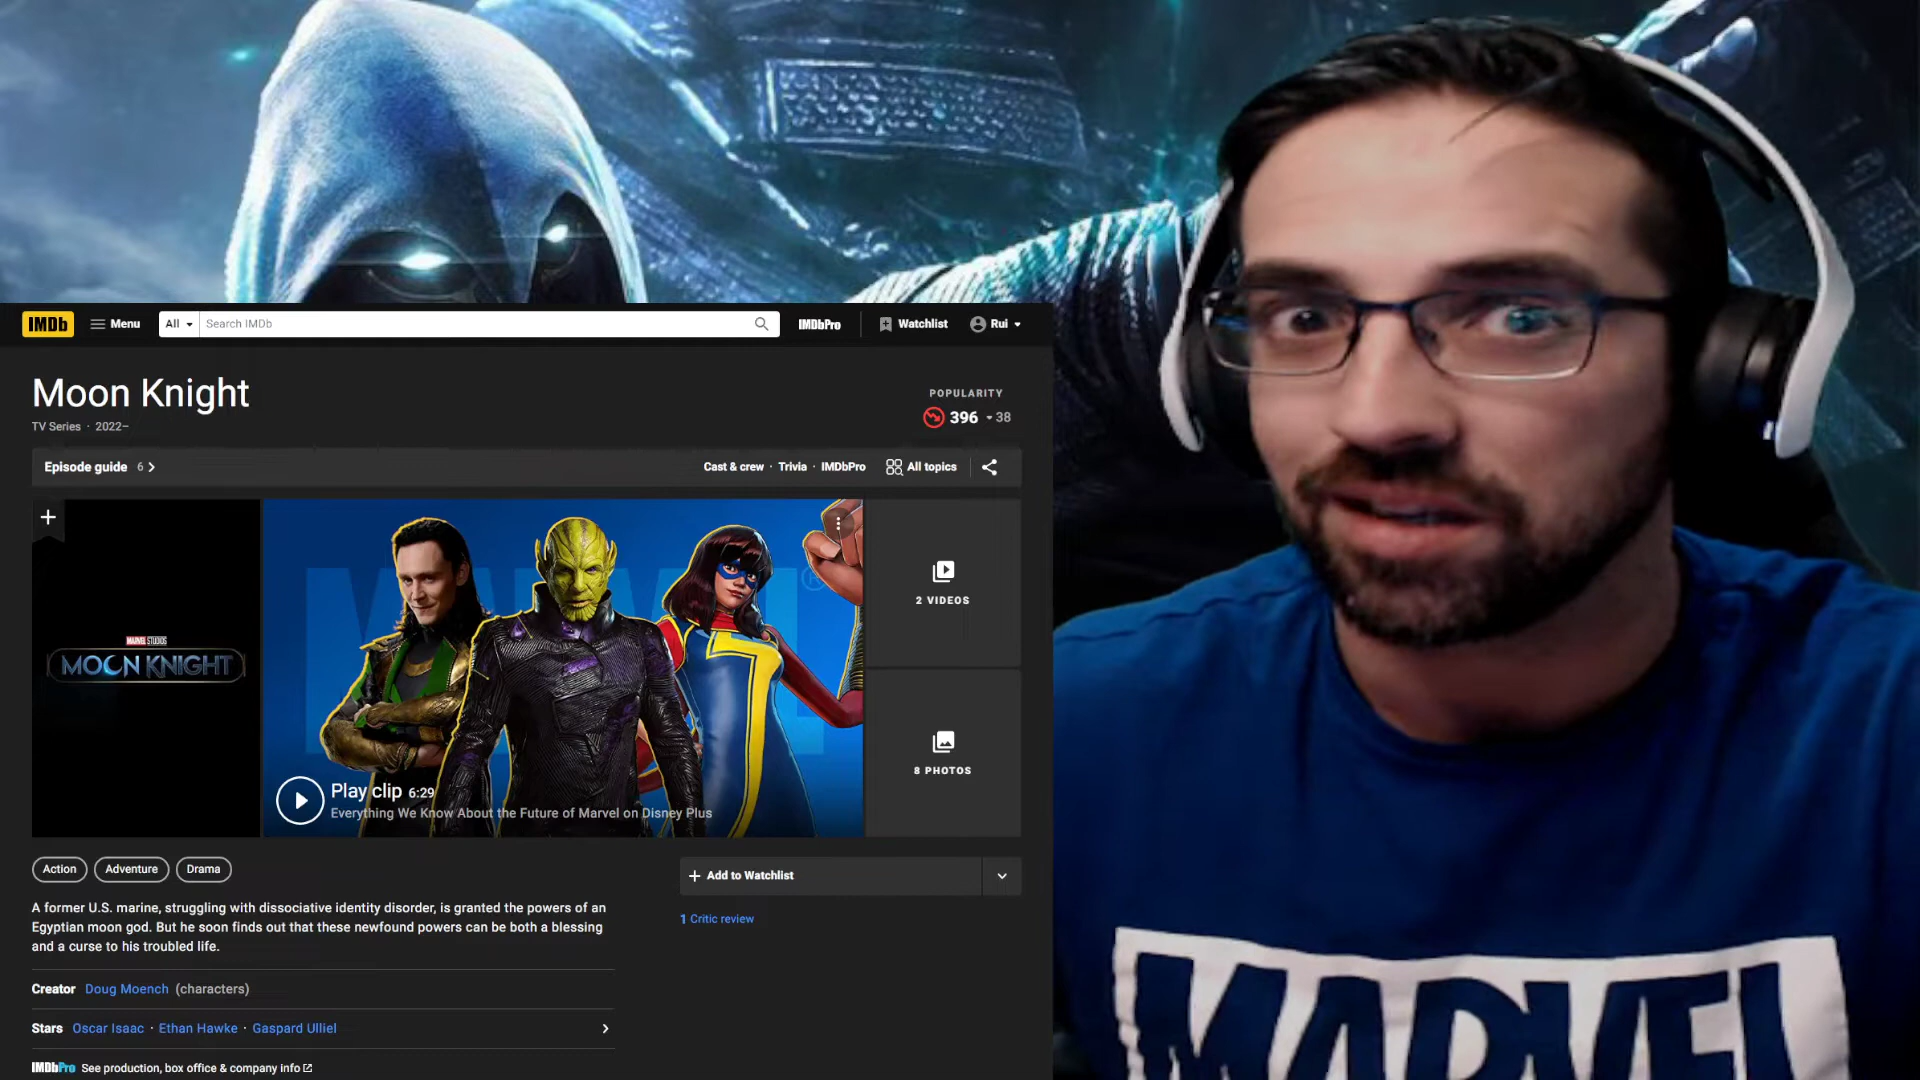 IMDb Menu All Search IMDb IMDbPro Watchlist Rui
Moon Knight
TV Series · 2022–
POPULARITY
396 38
Episode guide 6 Cast & crew · Trivia · IMDbPro All topics
MARVEL STUDIOS
MOON KNIGHT
2 VIDEOS
8 PHOTOS
Play clip 6:29
Everything We Know About the Future of Marvel on Disney Plus
Action Adventure Drama
+ Add to Watchlist
1 Critic review
A former U.S. marine, struggling with dissociative identity disorder, is granted the powers of an
Egyptian moon god. But he soon finds out that these newfound powers can be both a blessing
and a curse to his troubled life.
Creator Doug Moench (characters)
Stars Oscar Isaac · Ethan Hawke · Gaspard Ulliel
IMDbPro See production, box office & company info
MARVEL